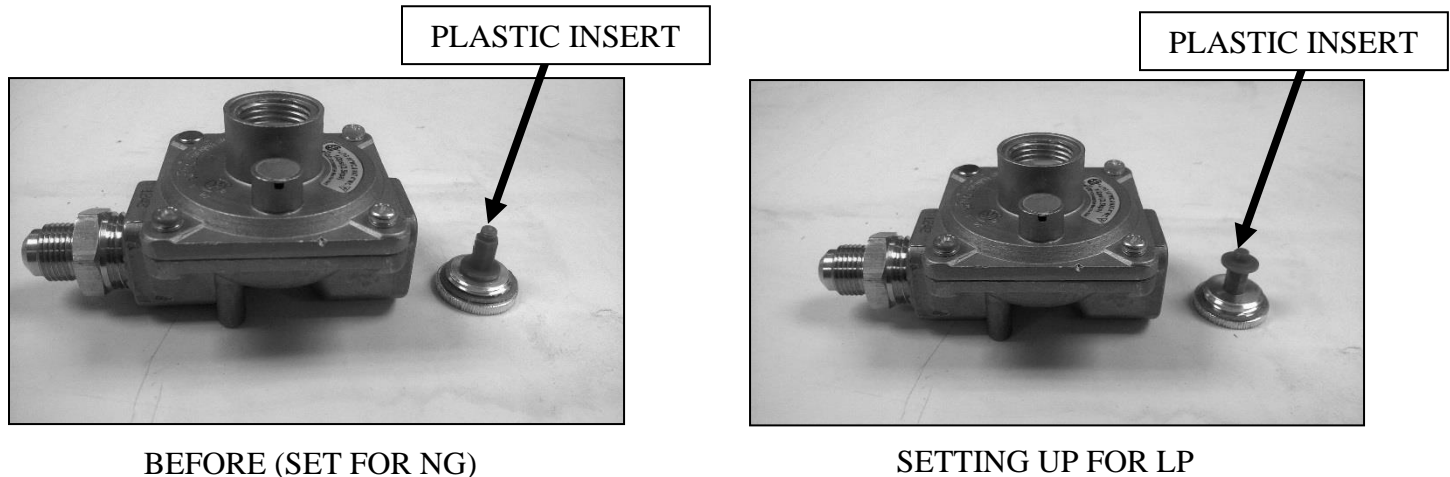 PLASTIC INSERT
PLASTIC INSERT
BEFORE (SET FOR NG)
SETTING UP FOR LP